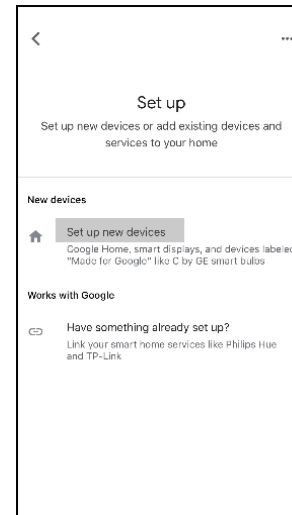 Set up
Set up new devices or add existing devices and
services to your home
New devices
Set up new devices
Google Home, smart displays, and devices labeled
"Made for Google" like C by GE smart bulbs
Works with Google
Have something already set up?
Link your smart home services like Philips Hue
and TP-Link